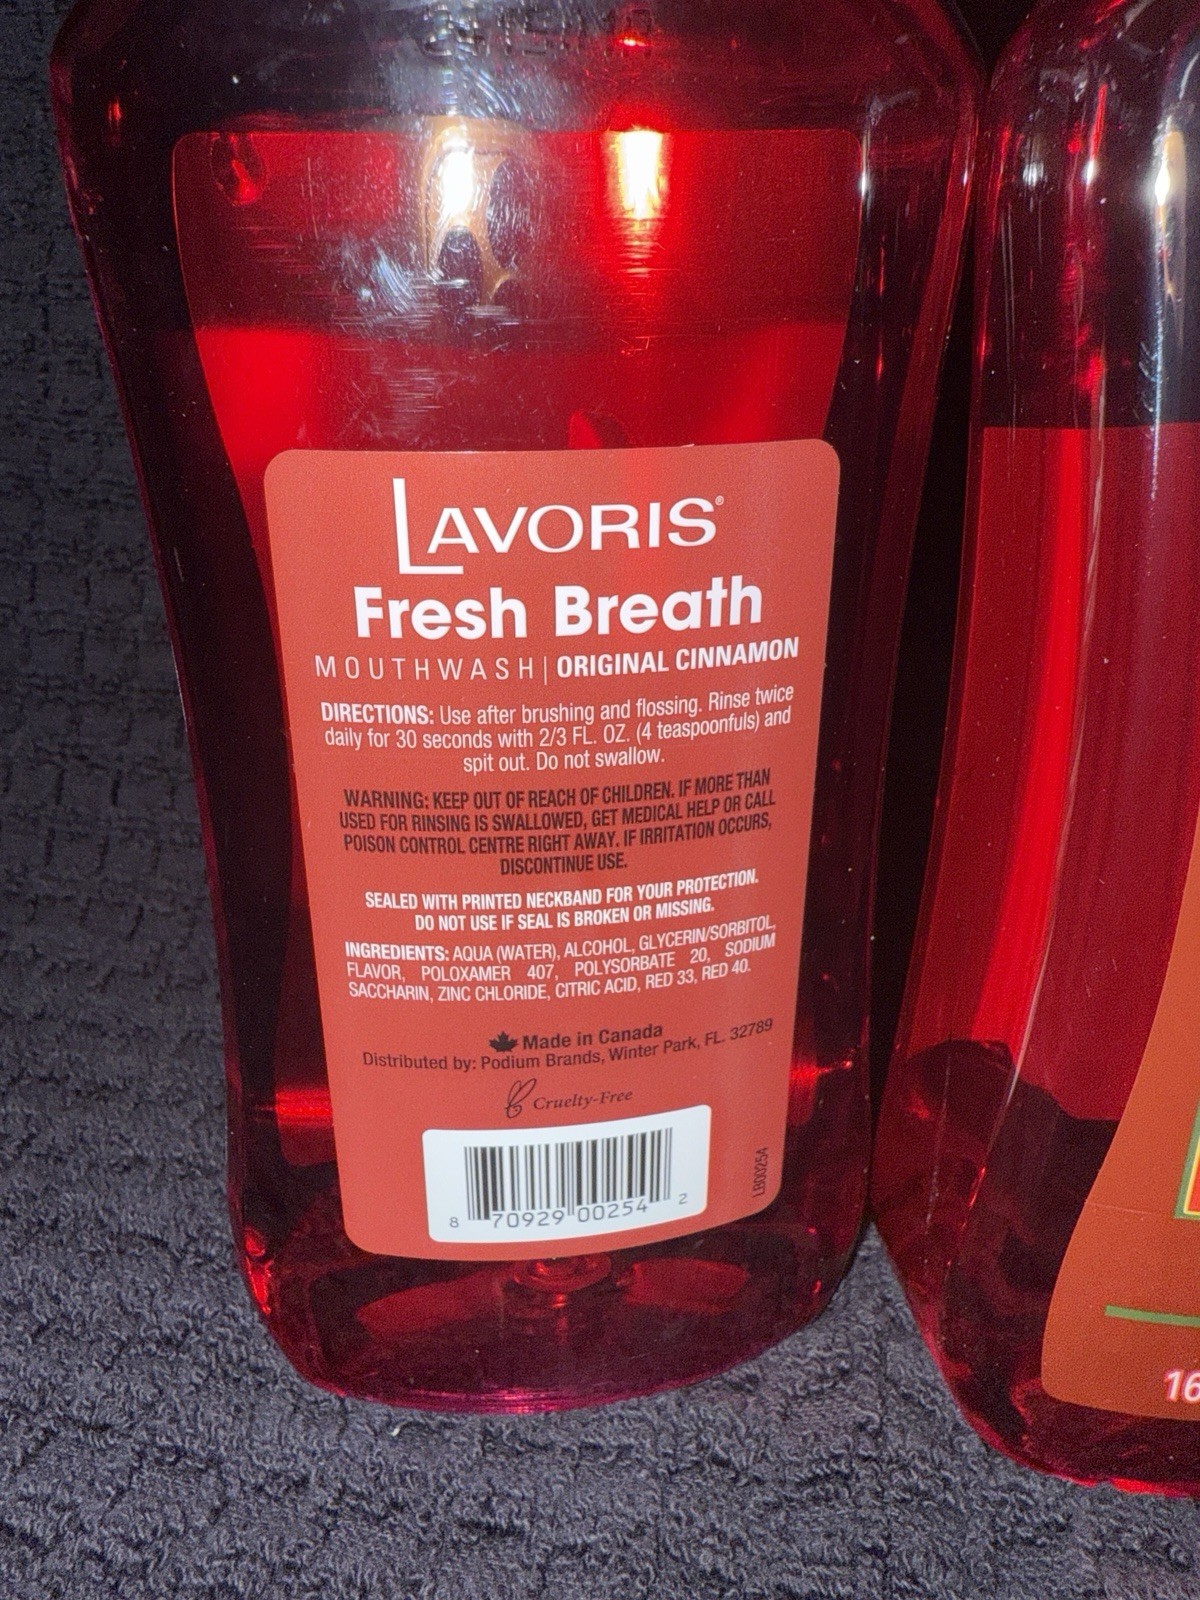 LAVORIS®
Fresh Breath
MOUTHWASH | ORIGINAL CINNAMON
DIRECTIONS: Use after brushing and flossing. Rinse twice
daily for 30 seconds with 2/3 FL. OZ. (4 teaspoonfuls) and
spit out. Do not swallow.
WARNING: KEEP OUT OF REACH OF CHILDREN. IF MORE THAN
USED FOR RINSING IS SWALLOWED, GET MEDICAL HELP OR CALL
POISON CONTROL CENTRE RIGHT AWAY. IF IRRITATION OCCURS,
DISCONTINUE USE.
SEALED WITH PRINTED NECKBAND FOR YOUR PROTECTION.
DO NOT USE IF SEAL IS BROKEN OR MISSING.
INGREDIENTS: AQUA (WATER), ALCOHOL, GLYCERIN/SORBITOL,
FLAVOR, POLOXAMER 407, POLYSORBATE 20, SODIUM
SACCHARIN, ZINC CHLORIDE, CITRIC ACID, RED 33, RED 40.
Made in Canada
Distributed by: Podium Brands, Winter Park, FL. 32789
Cruelty-Free
8 70929 00254 2
LB00254
16